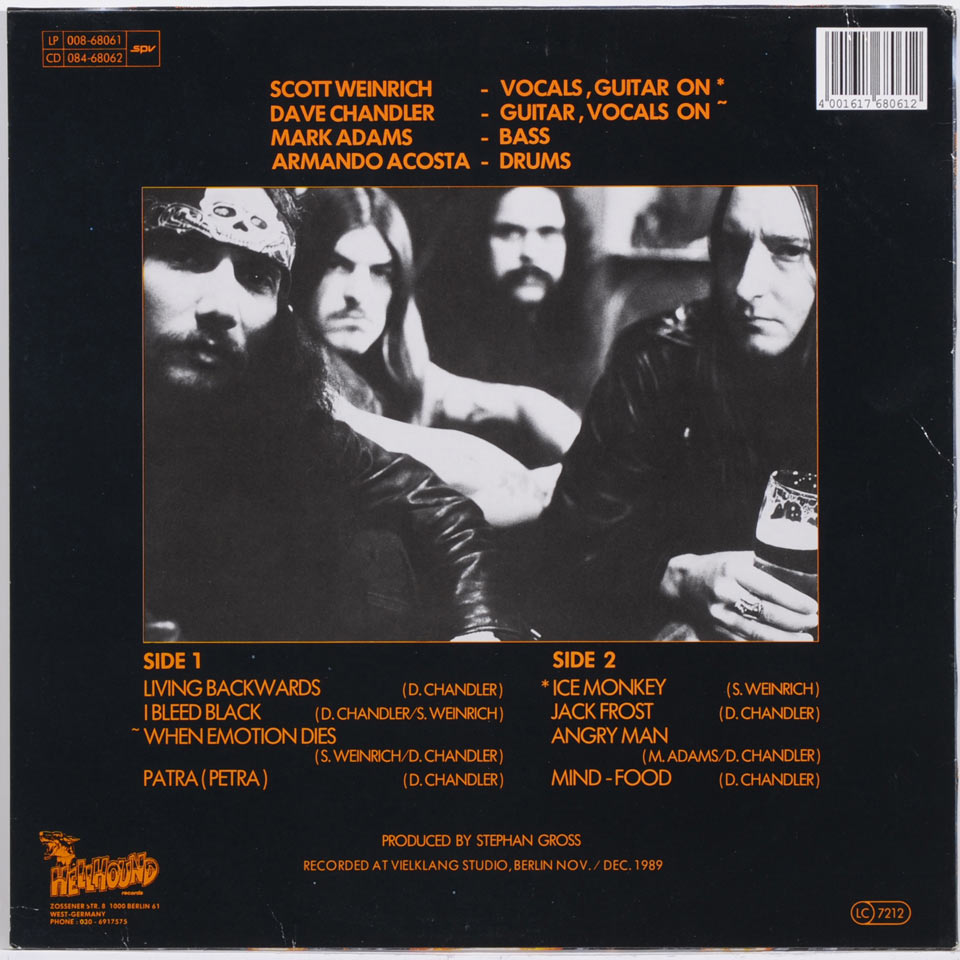 LP 008-68061
CD 084-68062
SPV
4 001617 680612
SCOTT WEINRICH - VOCALS, GUITAR ON *
DAVE CHANDLER - GUITAR, VOCALS ON ~
MARK ADAMS - BASS
ARMANDO ACOSTA - DRUMS
SIDE 1
LIVING BACKWARDS (D. CHANDLER)
I BLEED BLACK (D. CHANDLER/S. WEINRICH)
~ WHEN EMOTION DIES
(S. WEINRICH/D. CHANDLER)
PATRA (PETRA) (D. CHANDLER)
SIDE 2
* ICE MONKEY (S. WEINRICH)
JACK FROST (D. CHANDLER)
ANGRY MAN
(M. ADAMS/D. CHANDLER)
MIND-FOOD (D. CHANDLER)
PRODUCED BY STEPHAN GROSS
RECORDED AT VIELKLANG STUDIO, BERLIN NOV. / DEC. 1989
HELLHOUND
records
ZOSSENER STR. 8 1000 BERLIN 61
WEST-GERMANY
PHONE: 030 - 6917575
LC 7212